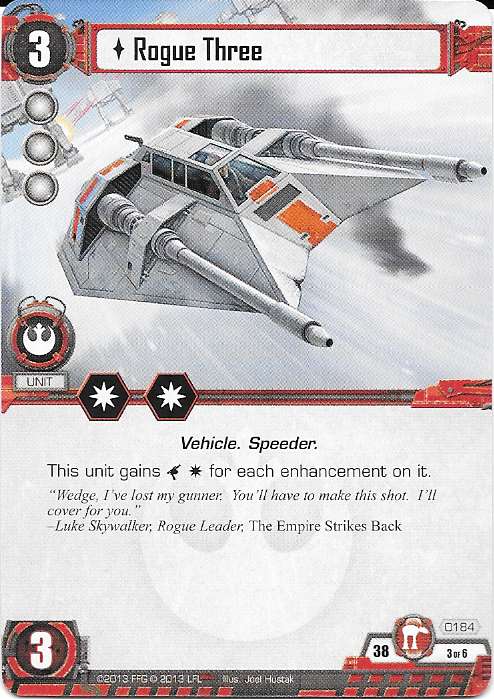 3
Rogue Three
UNIT
Vehicle. Speeder.
This unit gains for each enhancement on it.
"Wedge, I've lost my gunner. You'll have to make this shot. I'll
cover for you."
–Luke Skywalker, Rogue Leader, The Empire Strikes Back
3
0184
38
3 OF 6
©2013 FFG © 2013 LFL Illus. Joel Hustak